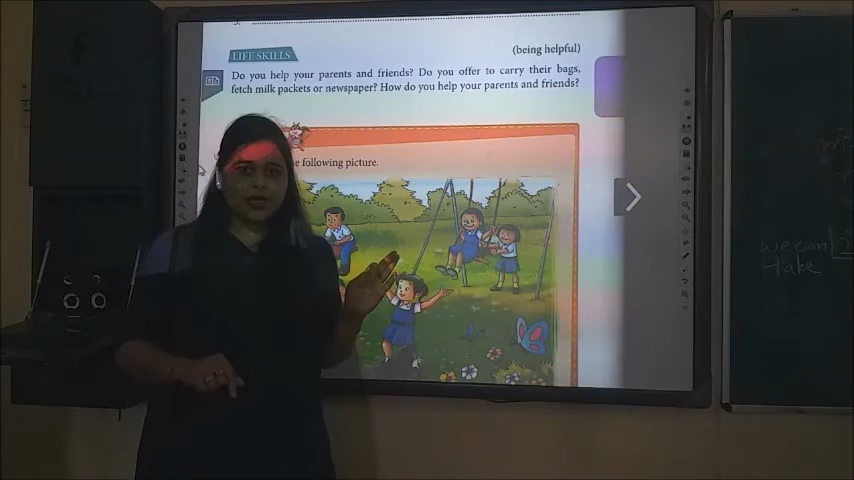 LIFE SKILLS
(being helpful)
Do you help your parents and friends? Do you offer to carry their bags,
fetch milk packets or newspaper? How do you help your parents and friends?
following picture.
we can
take